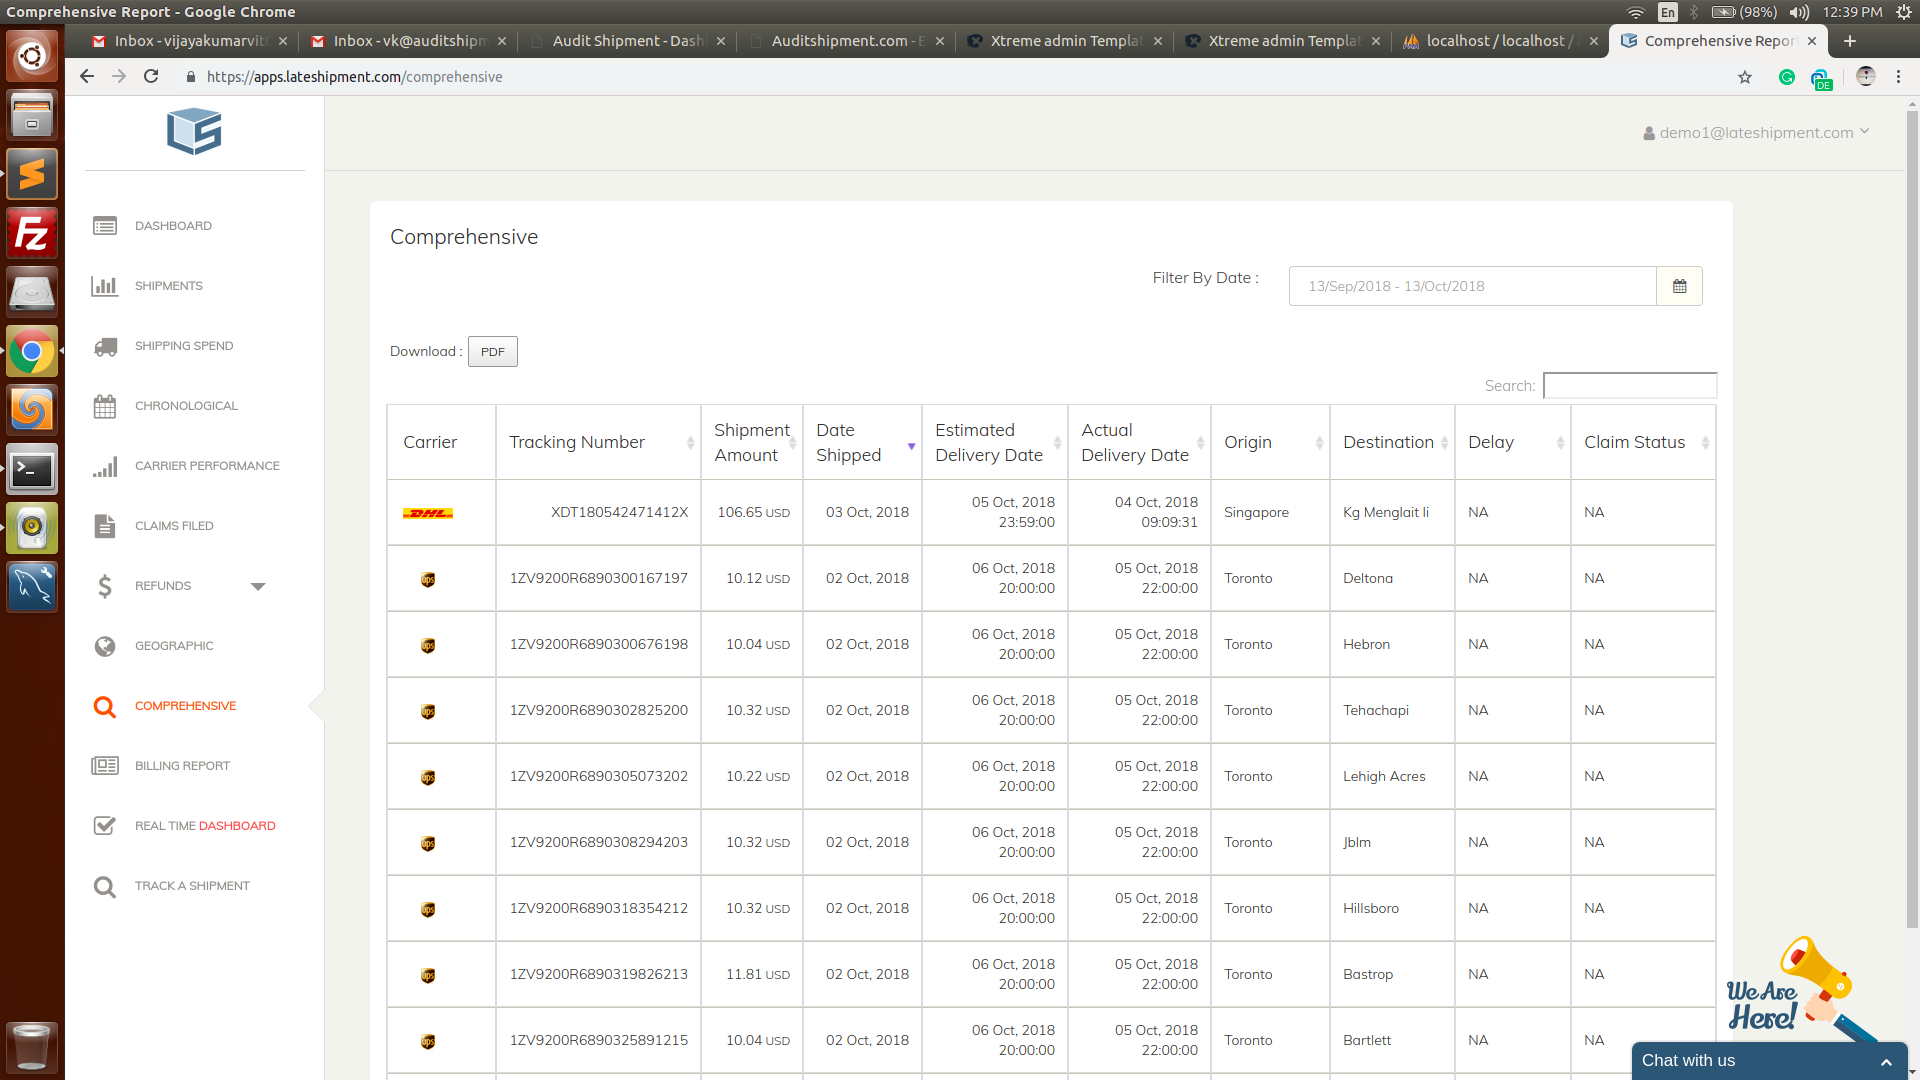 Comprehensive Report - Google Chrome
En
(98%)
12:39 PM
Inbox - vijayakumarvit
Inbox - vk@auditshipm
Audit Shipment - Dash
Auditshipment.com - E
Xtreme admin Templat
Xtreme admin Templat
localhost / localhost /
Comprehensive Repor
https://apps.lateshipment.com/comprehensive
DE
demo1@lateshipment.com
DASHBOARD
SHIPMENTS
SHIPPING SPEND
CHRONOLOGICAL
CARRIER PERFORMANCE
CLAIMS FILED
REFUNDS
GEOGRAPHIC
COMPREHENSIVE
BILLING REPORT
REAL TIME DASHBOARD
TRACK A SHIPMENT
Comprehensive
Filter By Date :
13/Sep/2018 - 13/Oct/2018
Download : PDF
Search:
Carrier Tracking Number Shipment Amount Date Shipped Estimated Delivery Date Actual Delivery Date Origin Destination Delay Claim Status
DHL XDT180542471412X 106.65 USD 03 Oct, 2018 05 Oct, 2018 23:59:00 04 Oct, 2018 09:09:31 Singapore Kg Menglait Ii NA NA
ups 1ZV9200R6890300167197 10.12 USD 02 Oct, 2018 06 Oct, 2018 20:00:00 05 Oct, 2018 22:00:00 Toronto Deltona NA NA
ups 1ZV9200R6890300676198 10.04 USD 02 Oct, 2018 06 Oct, 2018 20:00:00 05 Oct, 2018 22:00:00 Toronto Hebron NA NA
ups 1ZV9200R6890302825200 10.32 USD 02 Oct, 2018 06 Oct, 2018 20:00:00 05 Oct, 2018 22:00:00 Toronto Tehachapi NA NA
ups 1ZV9200R6890305073202 10.22 USD 02 Oct, 2018 06 Oct, 2018 20:00:00 05 Oct, 2018 22:00:00 Toronto Lehigh Acres NA NA
ups 1ZV9200R6890308294203 10.32 USD 02 Oct, 2018 06 Oct, 2018 20:00:00 05 Oct, 2018 22:00:00 Toronto Jblm NA NA
ups 1ZV9200R6890318354212 10.32 USD 02 Oct, 2018 06 Oct, 2018 20:00:00 05 Oct, 2018 22:00:00 Toronto Hillsboro NA NA
ups 1ZV9200R6890319826213 11.81 USD 02 Oct, 2018 06 Oct, 2018 20:00:00 05 Oct, 2018 22:00:00 Toronto Bastrop NA NA
ups 1ZV9200R6890325891215 10.04 USD 02 Oct, 2018 06 Oct, 2018 20:00:00 05 Oct, 2018 22:00:00 Toronto Bartlett NA NA
We Are
Here!
Chat with us